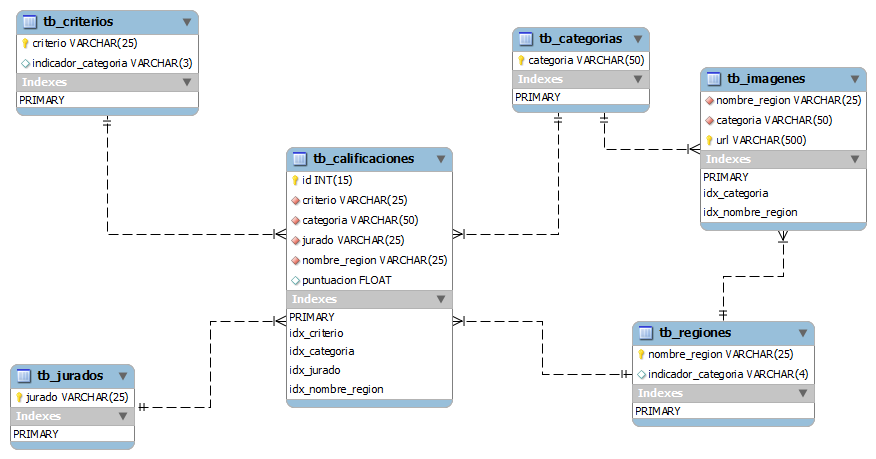 tb_criterios
criterio VARCHAR(25)
indicador_categoria VARCHAR(3)
Indexes
PRIMARY
tb_categorias
categoria VARCHAR(50)
Indexes
PRIMARY
tb_imagenes
nombre_region VARCHAR(25)
categoria VARCHAR(50)
url VARCHAR(500)
Indexes
PRIMARY
idx_categoria
idx_nombre_region
tb_calificaciones
id INT(15)
criterio VARCHAR(25)
categoria VARCHAR(50)
jurado VARCHAR(25)
nombre_region VARCHAR(25)
puntuacion FLOAT
Indexes
PRIMARY
idx_criterio
idx_categoria
idx_jurado
idx_nombre_region
tb_jurados
jurado VARCHAR(25)
Indexes
PRIMARY
tb_regiones
nombre_region VARCHAR(25)
indicador_categoria VARCHAR(4)
Indexes
PRIMARY